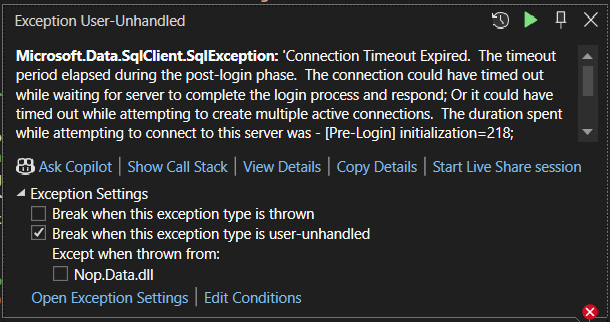 Exception User-Unhandled
Microsoft.Data.SqlClient.SqlException: 'Connection Timeout Expired.  The timeout
period elapsed during the post-login phase.  The connection could have timed out
while waiting for server to complete the login process and respond; Or it could have
timed out while attempting to create multiple active connections.  The duration spent
while attempting to connect to this server was - [Pre-Login] initialization=218;
Ask Copilot | Show Call Stack | View Details | Copy Details | Start Live Share session
Exception Settings
Break when this exception type is thrown
Break when this exception type is user-unhandled
Except when thrown from:
Nop.Data.dll
Open Exception Settings | Edit Conditions